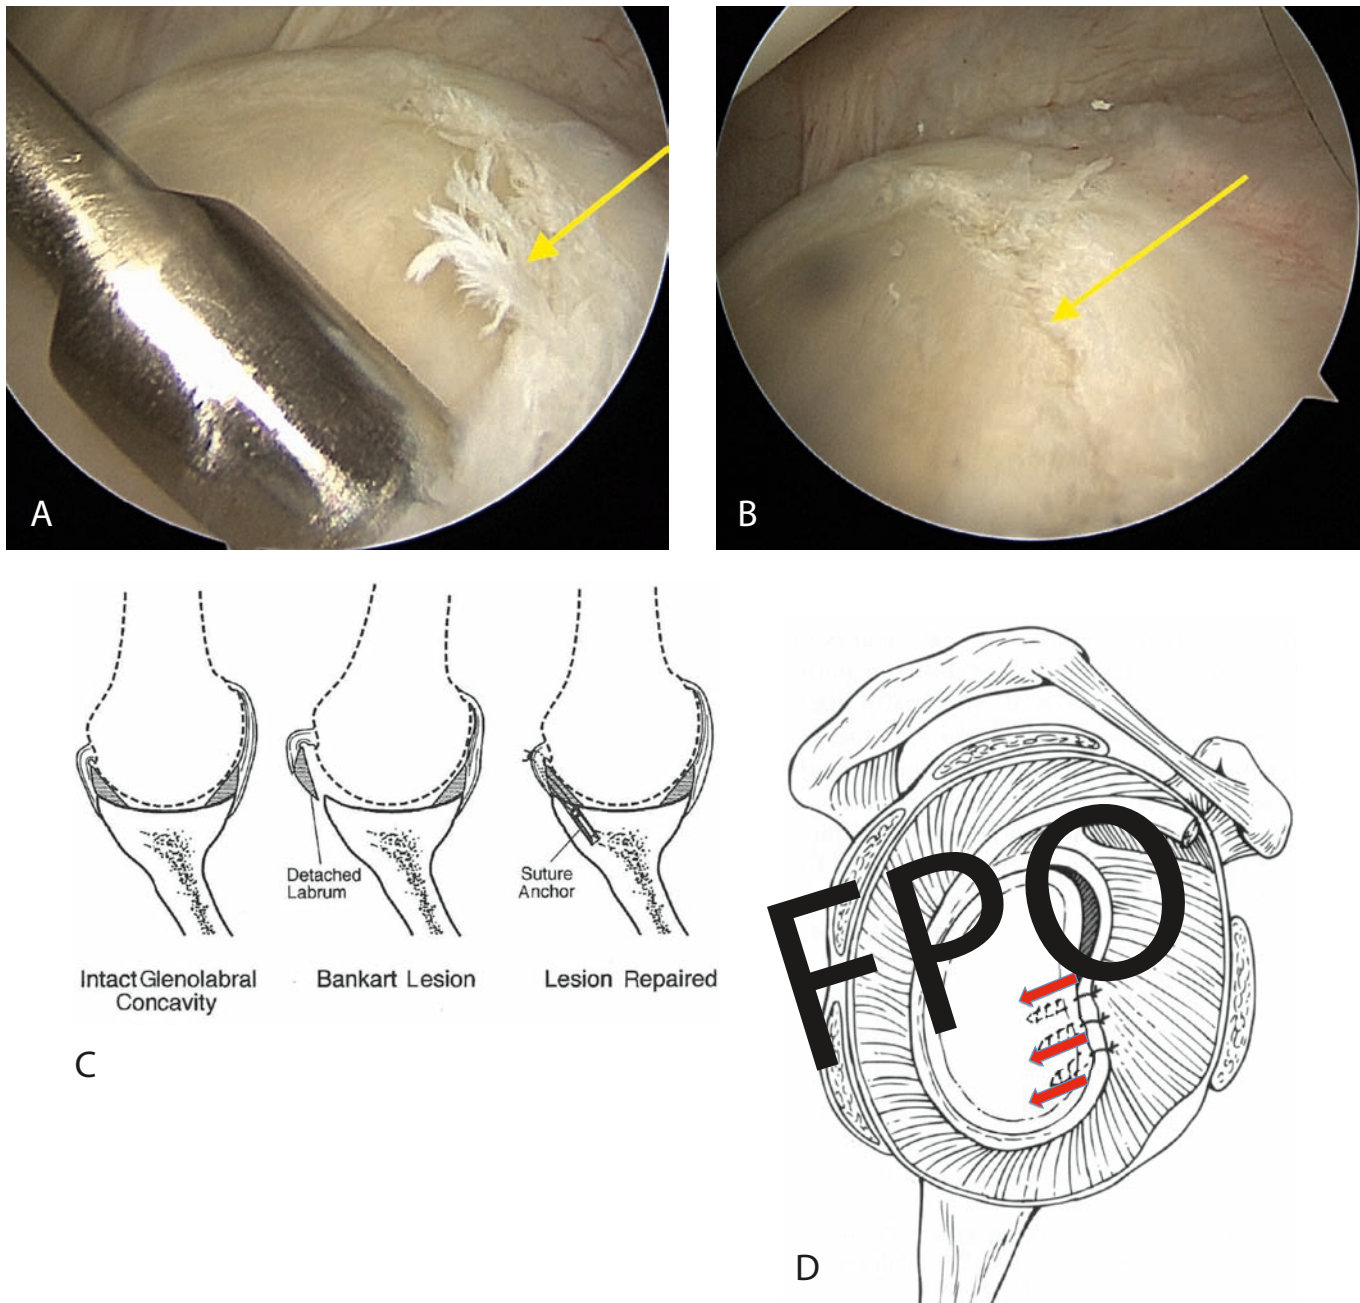 A
B
Detached
Labrum
Suture
Anchor
Intact Glenolabral
Concavity
Bankart Lesion
Lesion Repaired
C
FPO
D